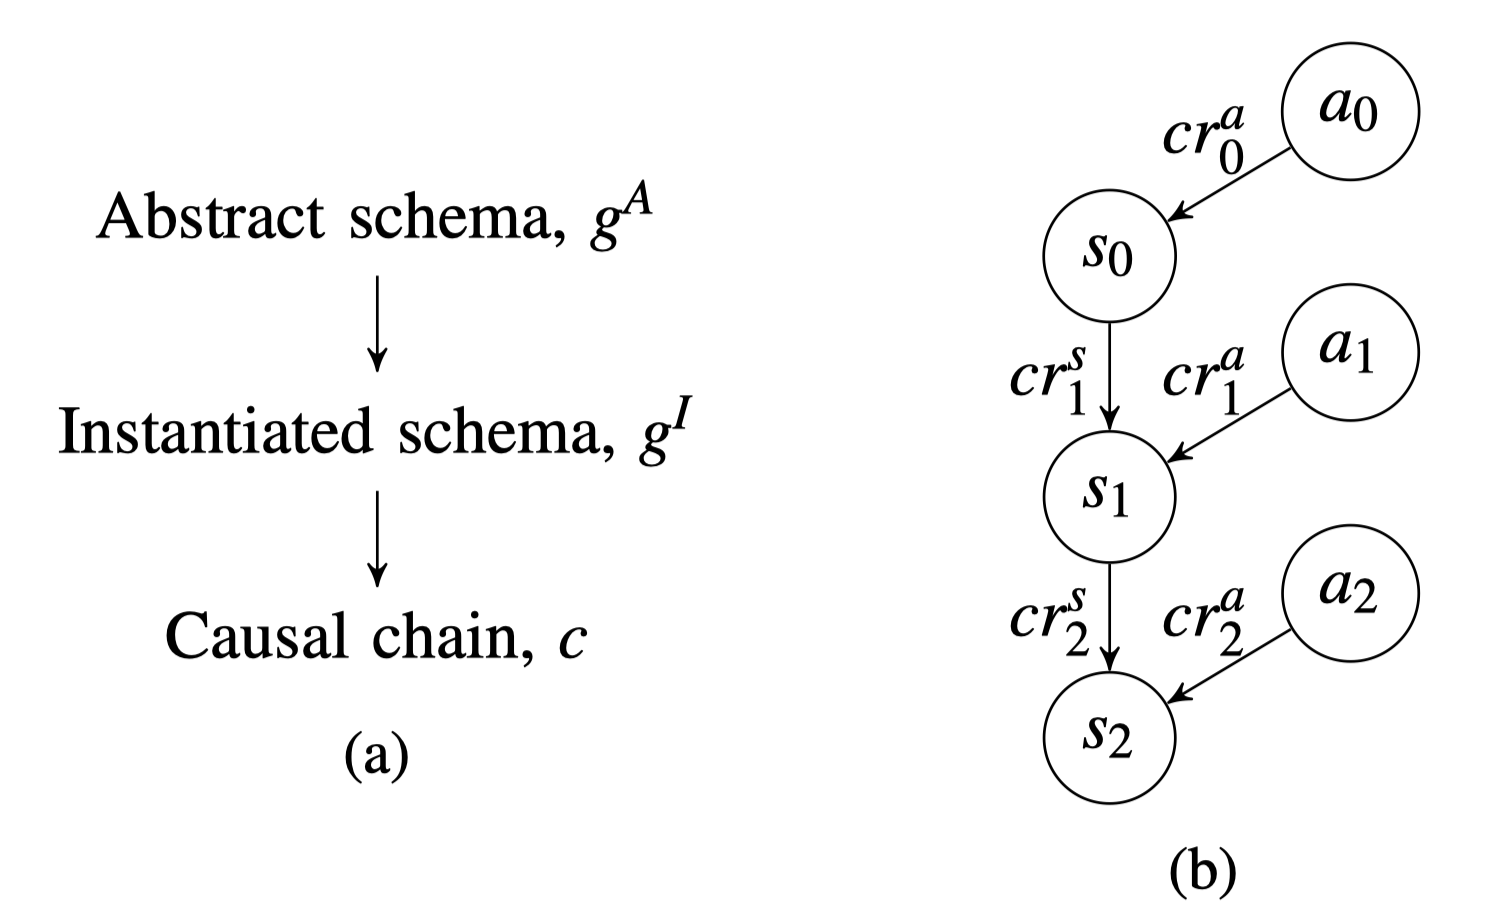 Abstract schema, g^A
Instantiated schema, g^I
Causal chain, c
(a)
a_0
cr_0^a
s_0
a_1
cr_1^s cr_1^a
s_1
a_2
cr_2^s cr_2^a
s_2
(b)